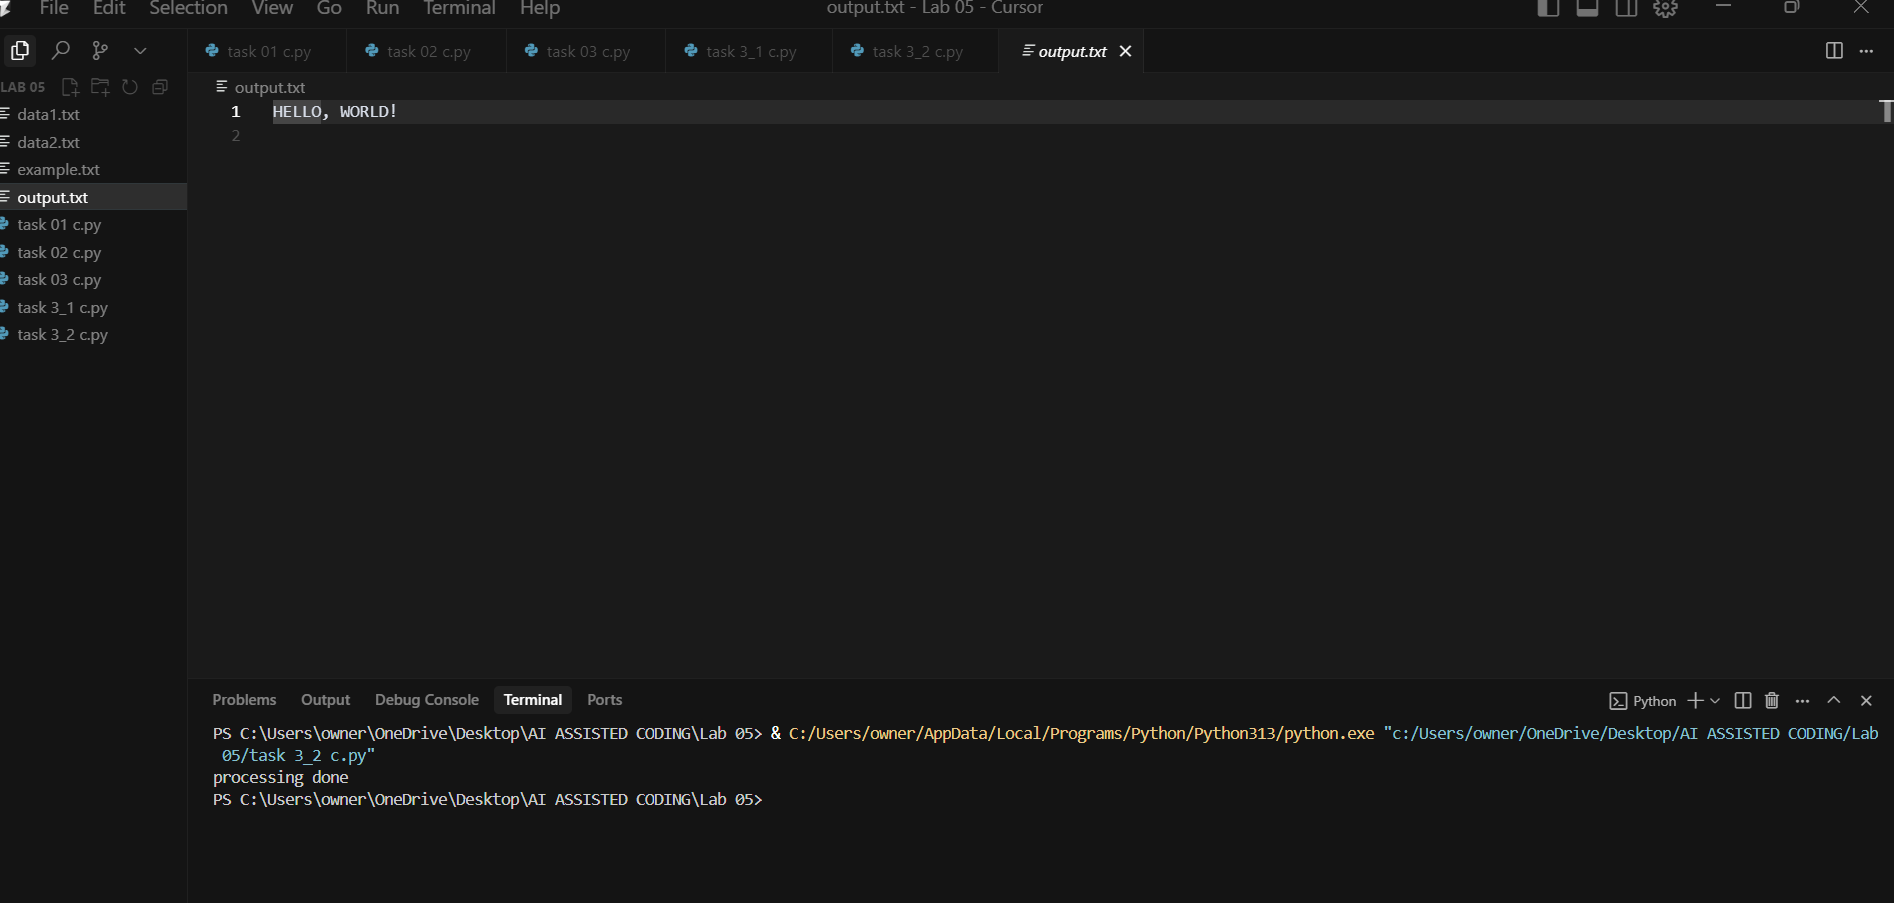 File Edit Selection View Go Run Terminal Help
output.txt - Lab 05 - Cursor
task 01 c.py
task 02 c.py
task 03 c.py
task 3_1 c.py
task 3_2 c.py
output.txt
LAB 05
data1.txt
data2.txt
example.txt
output.txt
task 01 c.py
task 02 c.py
task 03 c.py
task 3_1 c.py
task 3_2 c.py
output.txt
1 HELLO, WORLD!
2
Problems Output Debug Console Terminal Ports
Python
PS C:\Users\owner\OneDrive\Desktop\AI ASSISTED CODING\Lab 05> & C:/Users/owner/AppData/Local/Programs/Python/Python313/python.exe "c:/Users/owner/OneDrive/Desktop/AI ASSISTED CODING/Lab
05/task 3_2 c.py"
processing done
PS C:\Users\owner\OneDrive\Desktop\AI ASSISTED CODING\Lab 05>